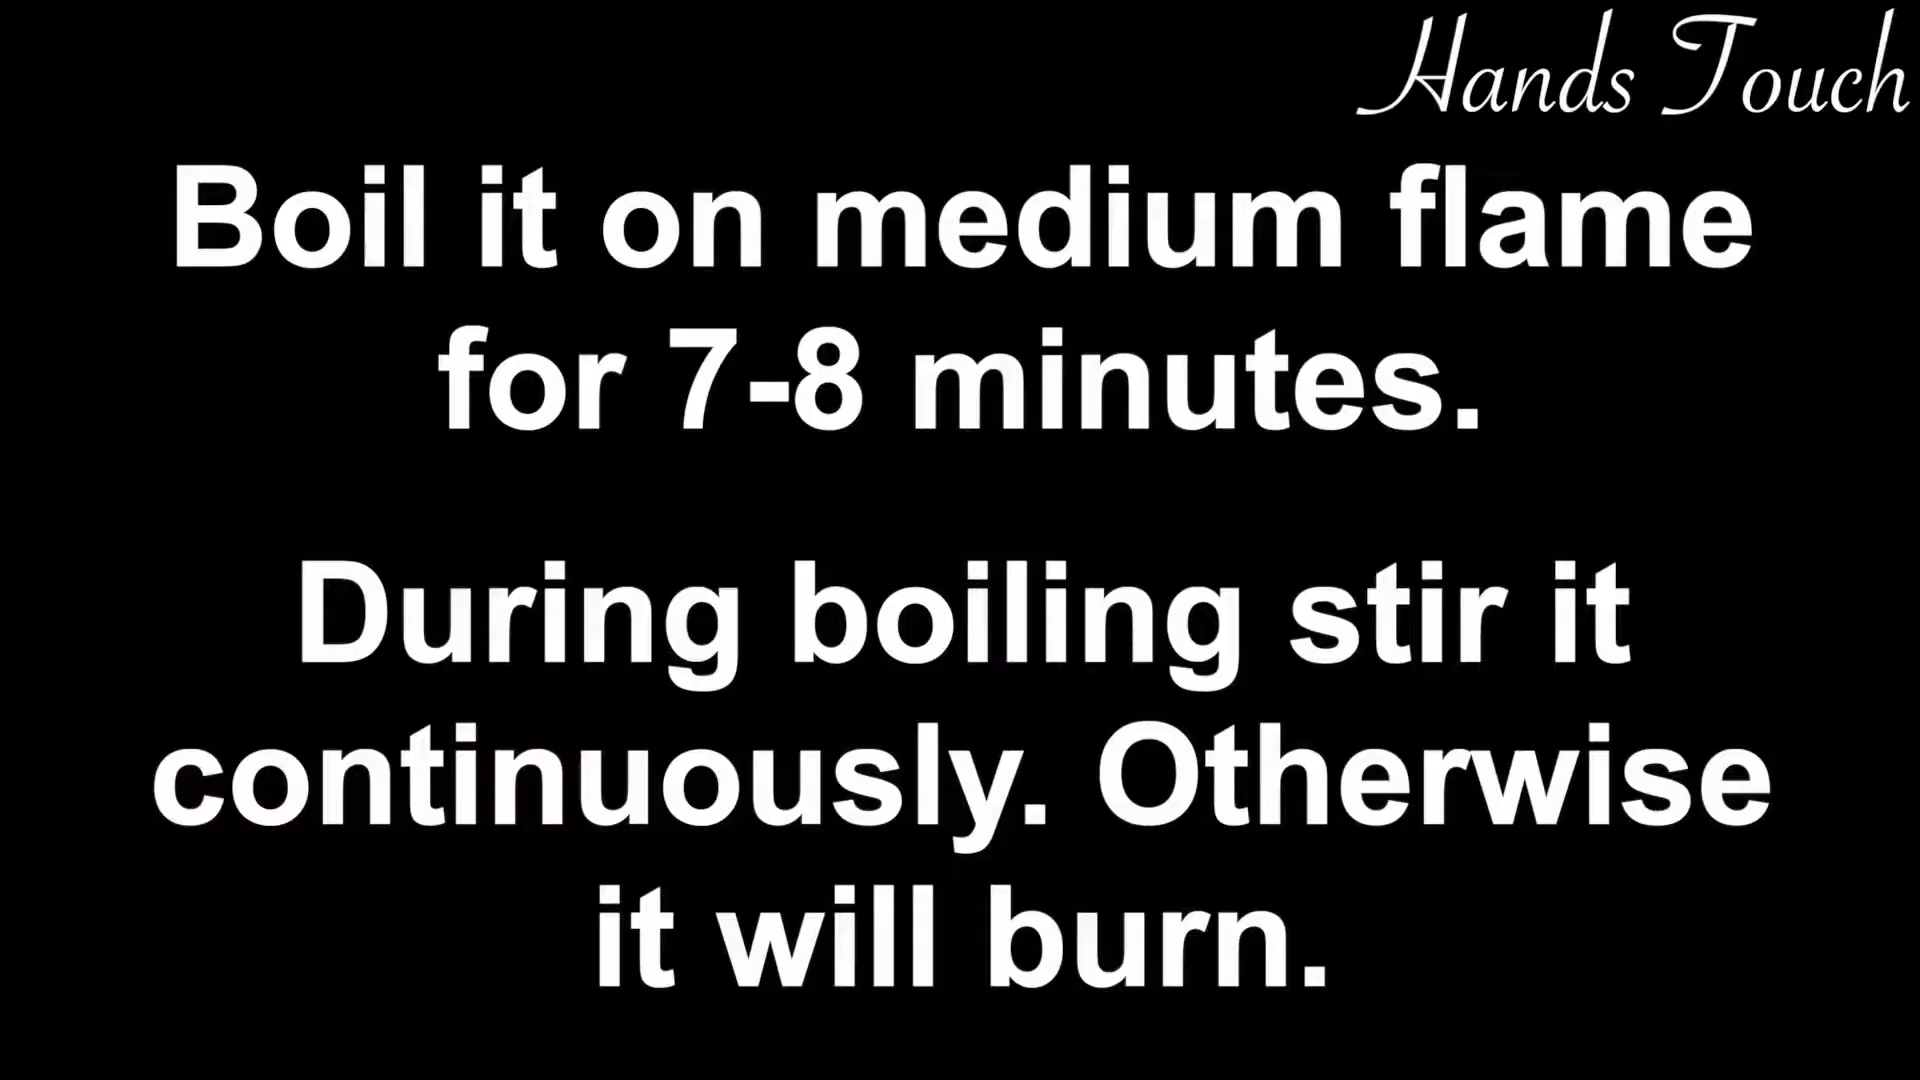 Hands Touch
Boil it on medium flame
for 7-8 minutes.
During boiling stir it
continuously. Otherwise
it will burn.